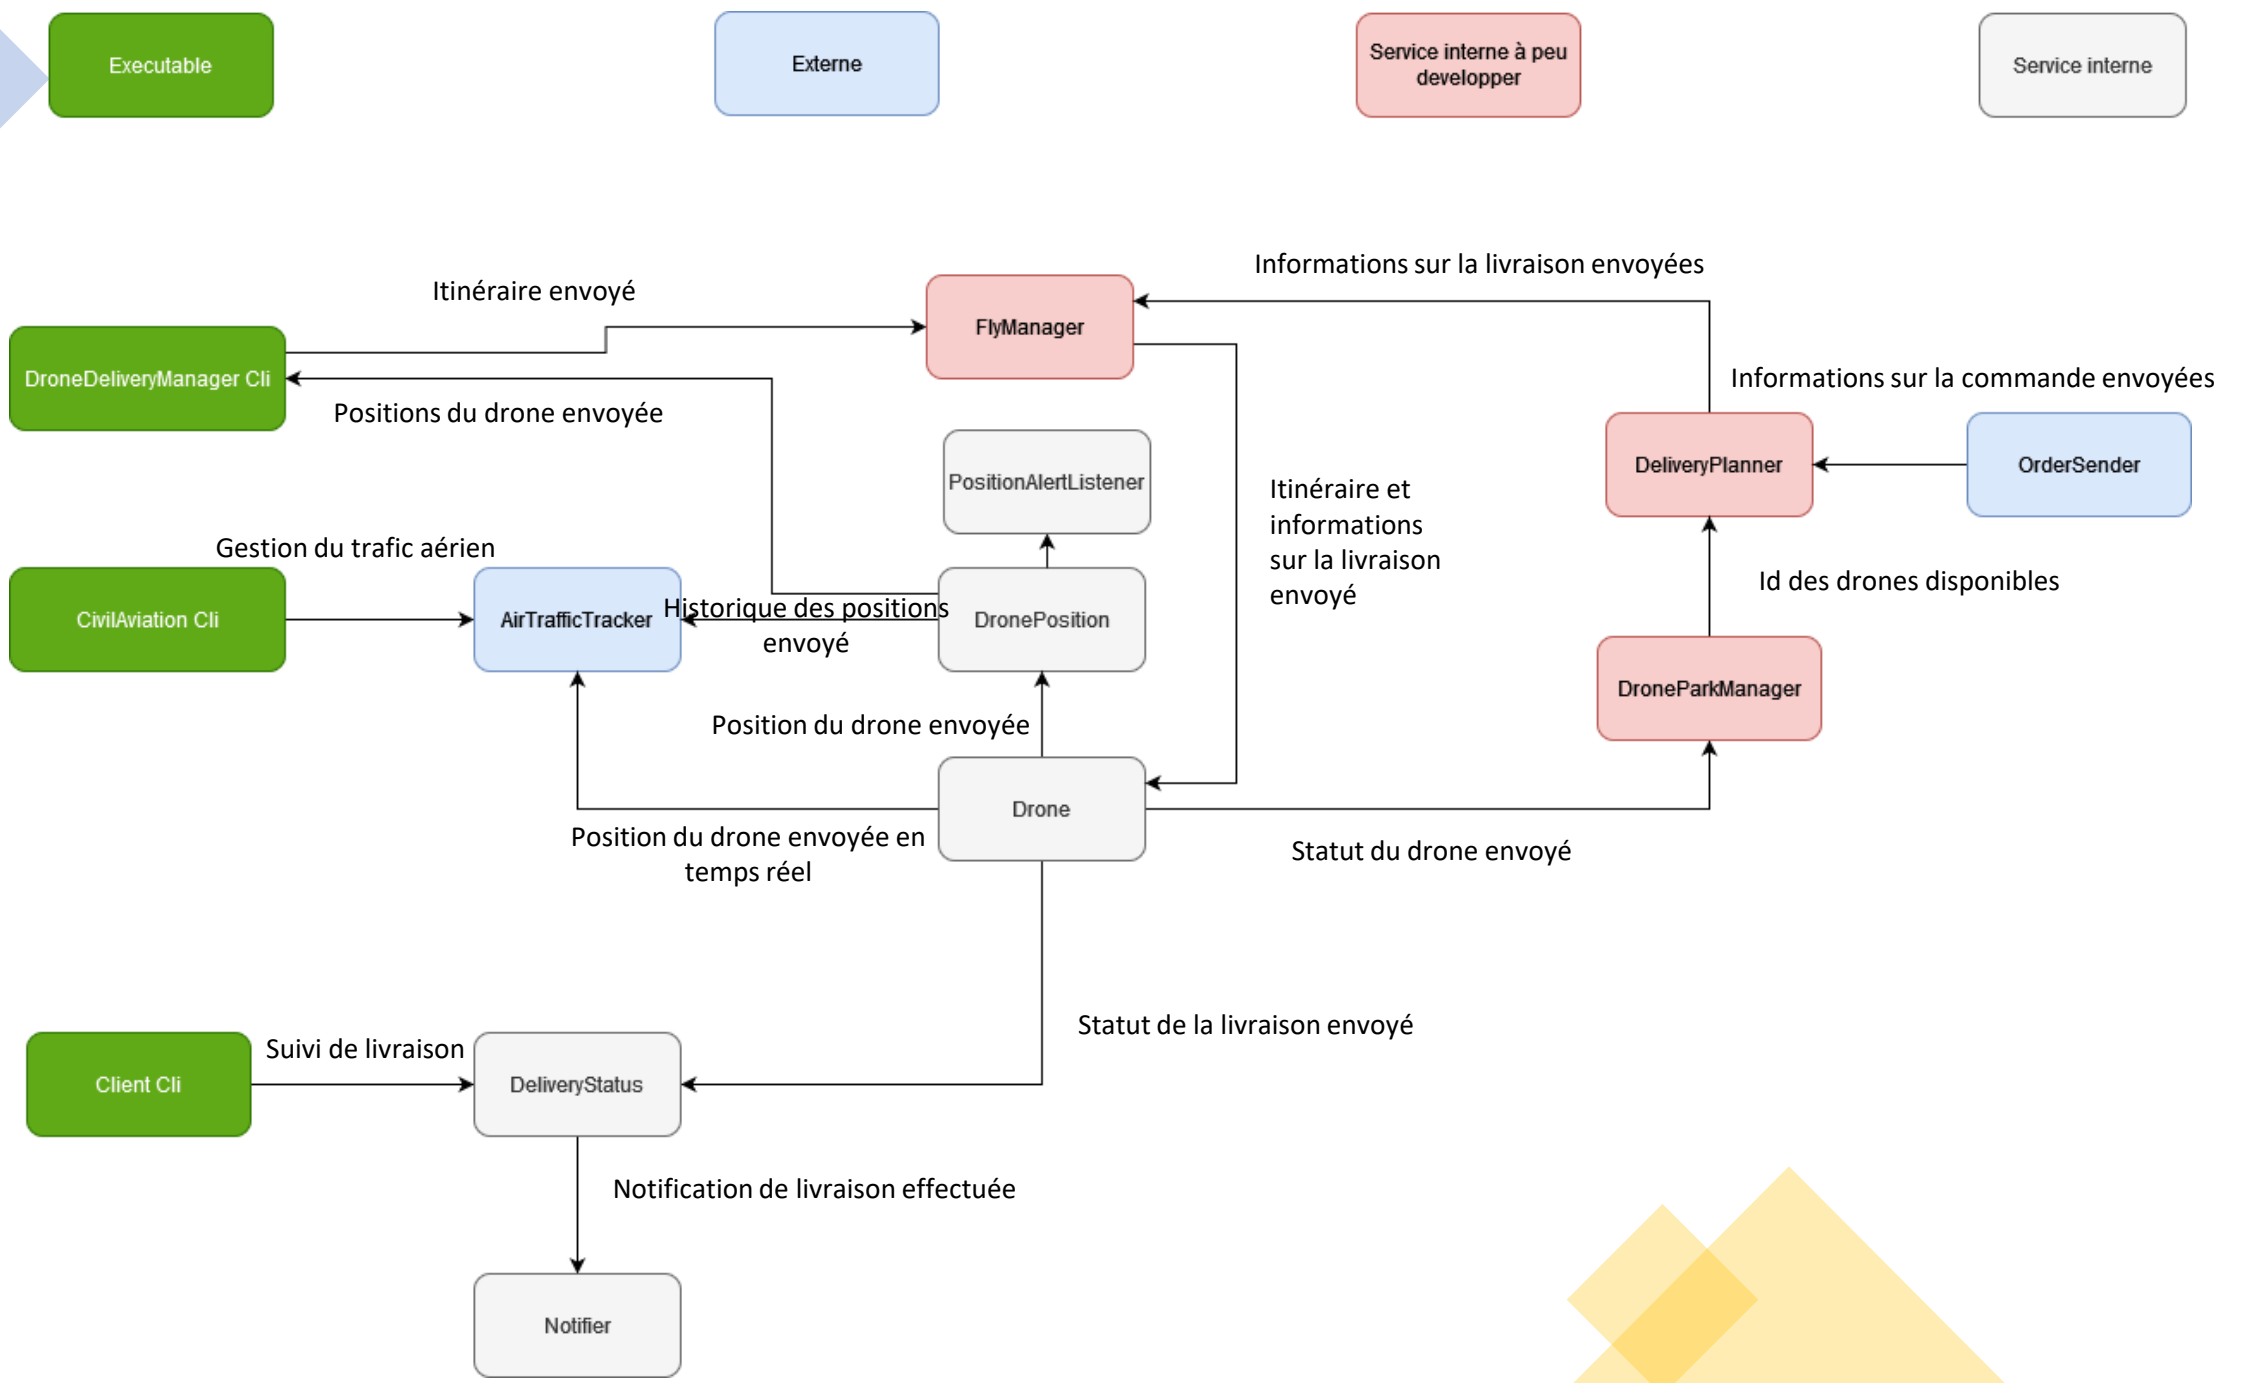 Executable
Externe
Service interne à peu
developper
Service interne
Informations sur la livraison envoyées
Itinéraire envoyé
FlyManager
DroneDeliveryManager Cli
Informations sur la commande envoyées
Positions du drone envoyée
DeliveryPlanner
OrderSender
PositionAlertListener
Itinéraire et
informations
sur la livraison
envoyé
Gestion du trafic aérien
Id des drones disponibles
CivilAviation Cli
AirTrafficTracker
Historique des positions
envoyé
DronePosition
DroneParkManager
Position du drone envoyée
Drone
Position du drone envoyée en
temps réel
Statut du drone envoyé
Statut de la livraison envoyé
Suivi de livraison
Client Cli
DeliveryStatus
Notification de livraison effectuée
Notifier